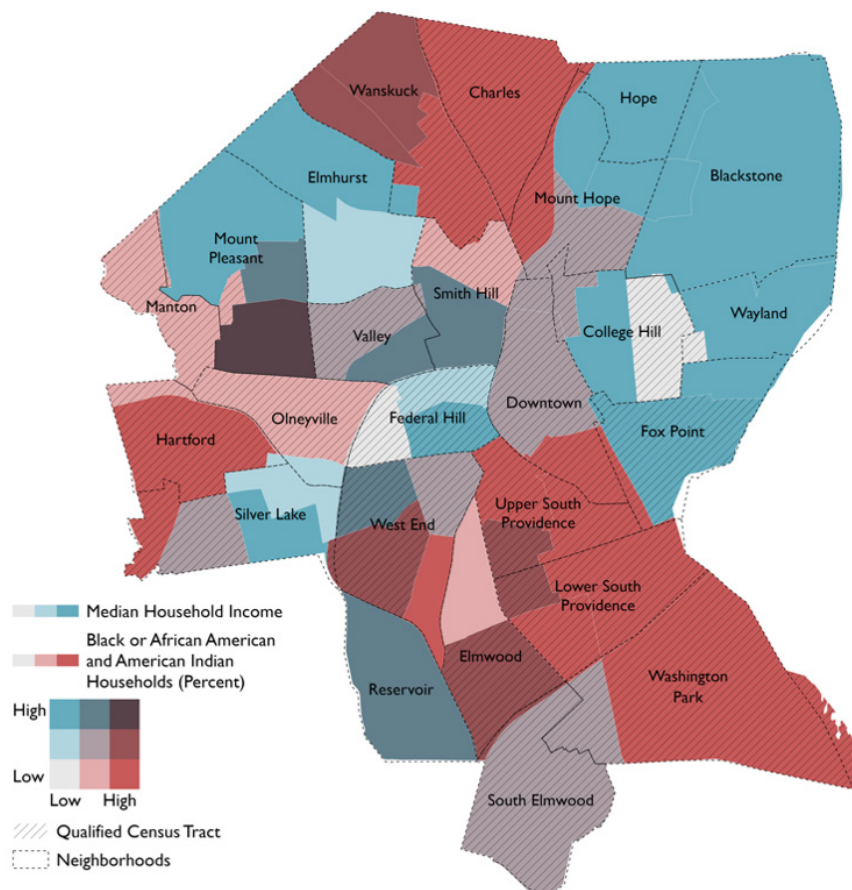 Wanskuck
Charles
Hope
Elmhurst
Blackstone
Mount Hope
Mount
Pleasant
Smith Hill
Manton
Valley
College Hill
Wayland
Federal Hill
Downtown
Olneyville
Hartford
Fox Point
Silver Lake
West End
Upper South
Providence
Lower South
Providence
Elmwood
Reservoir
Washington
Park
South Elmwood
Median Household Income
Black or African American
and American Indian
Households (Percent)
High
Low
Low High
Qualified Census Tract
Neighborhoods